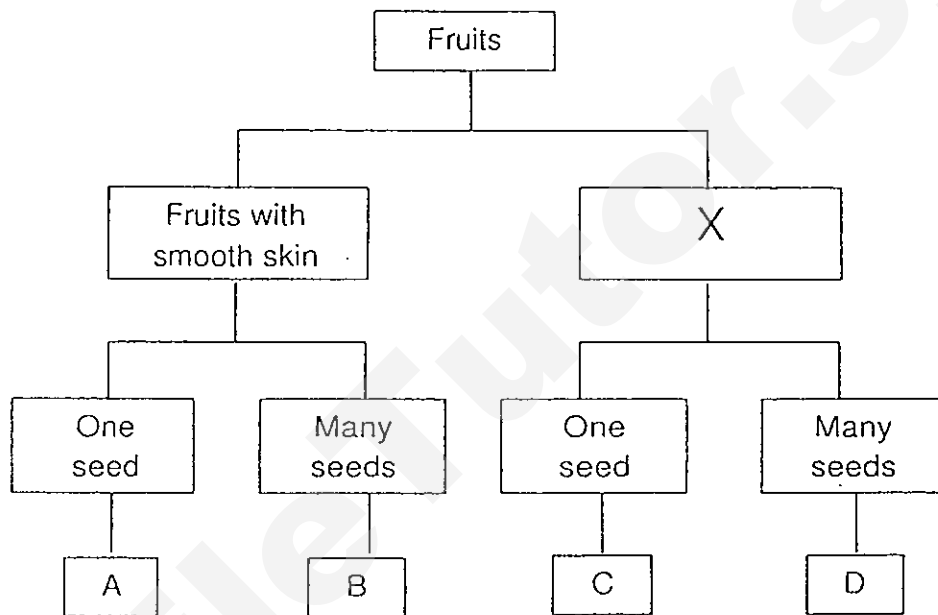 Fruits
Fruits with
smooth skin
X
One
seed
Many
seeds
One
seed
Many
seeds
A
B
C
D